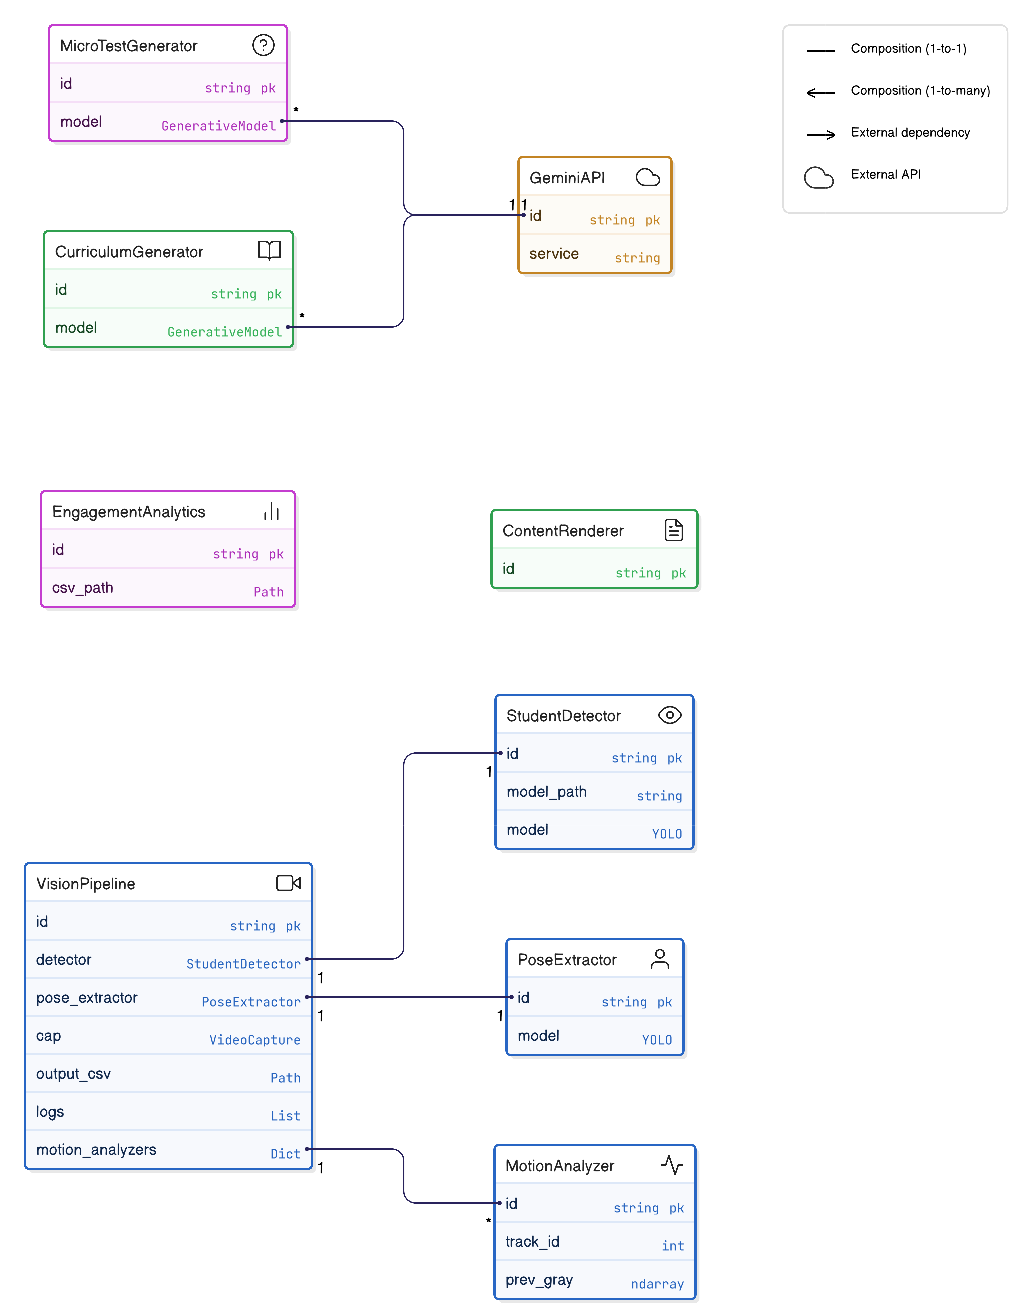 MicroTestGenerator
id string pk
model GenerativeModel
*
Composition (1-to-1)
Composition (1-to-many)
External dependency
External API
GeminiAPI
1 1
id string pk
service string
CurriculumGenerator
id string pk
model GenerativeModel
*
EngagementAnalytics
id string pk
csv_path Path
ContentRenderer
id string pk
StudentDetector
id string pk
1
model_path string
model YOLO
VisionPipeline
id string pk
detector StudentDetector
1
pose_extractor PoseExtractor
1
cap VideoCapture
output_csv Path
logs List
motion_analyzers Dict
1
PoseExtractor
id string pk
1
model YOLO
MotionAnalyzer
id string pk
*
track_id int
prev_gray ndarray